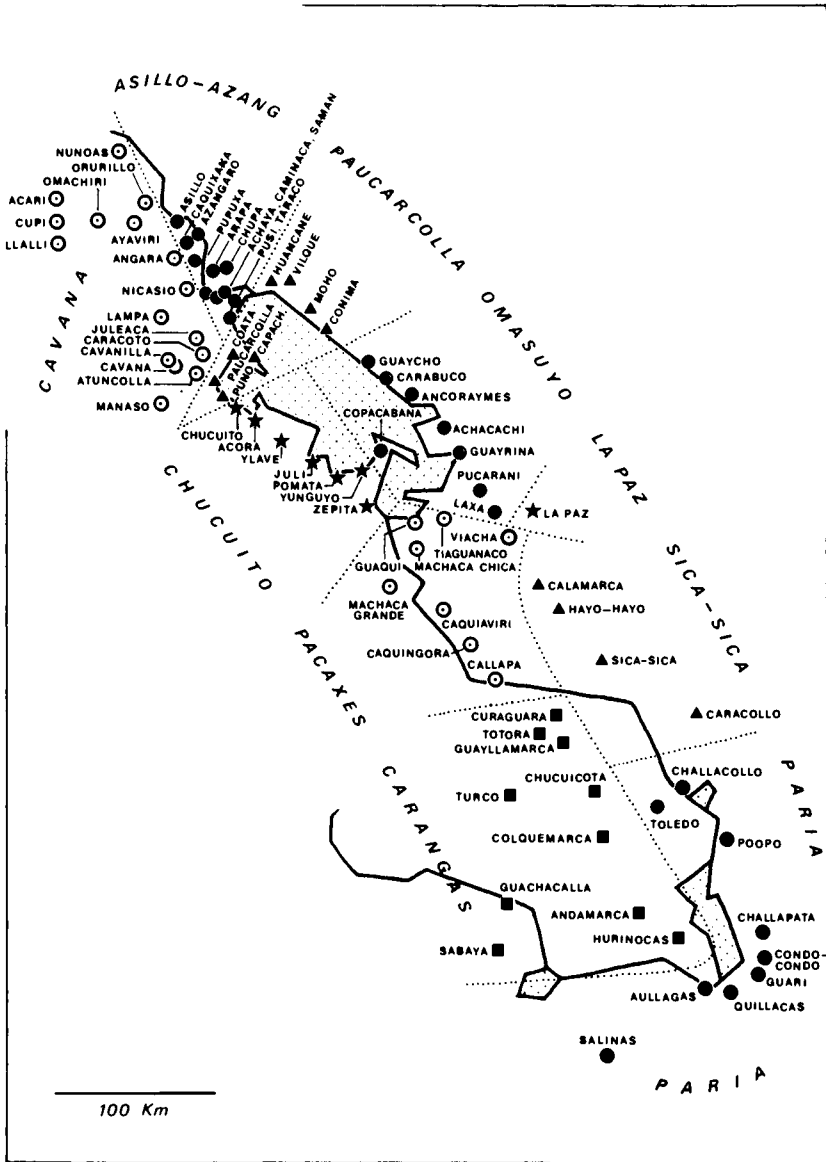 ASILLO-AZANG
PAUCARCOLLA OMASUYO LA PAZ SICA-SICA
PARIA
NUNOAS
ORURILLO
OMACHIRI
ACARI
CUPI
LLALLI
AYAVIRI
ANGARA
NICASIO
LAMPA
JULEACA
CARACOTO
CAVANILLA
CAVANA
ATUNCOLLA
MANASO
CAVANA
ASILLO
CAQUIXANA
AZANGARO
PUPUXA
ARAPA
CHUPA
ACHAYA, CAMINACA, SAMAN
PUSI, TARACO
HUAMCANE
VILQUE
MOHO
CONIMA
COATA
PAUCARCOLLA
CAPACH.
PUNO
CHUCUITO
ACORA
YLAVE
JULI
POMATA
YUNGUYO
ZEPITA
COPACABANA
GUAYCHO
CARABUCO
ANCORAYMES
ACHACACHI
GUAYRINA
PUCARANI
LAXA
LA PAZ
VIACHA
TIAGUANACO
GUAQUI
MACHACA CHICA
MACHACA
GRANDE
CAQUIAVIRI
CAQUINGORA
CALLAPA
CALAMARCA
HAYO-HAYO
SICA-SICA
CARACOLLO
CHUCUITO PACAXES CARANGAS
CURAGUARA
TOTORA
GUAYLLAMARCA
CHUCUICOTA
TURCO
COLQUEMARCA
GUACHACALLA
ANDAMARCA
HURINOCAS
SABAYA
CHALLACOLLO
TOLEDO
POOPO
CHALLAPATA
CONDO-
CONDO
GUARI
QUILLACAS
AULLAGAS
SALINAS
PARIA
100 Km